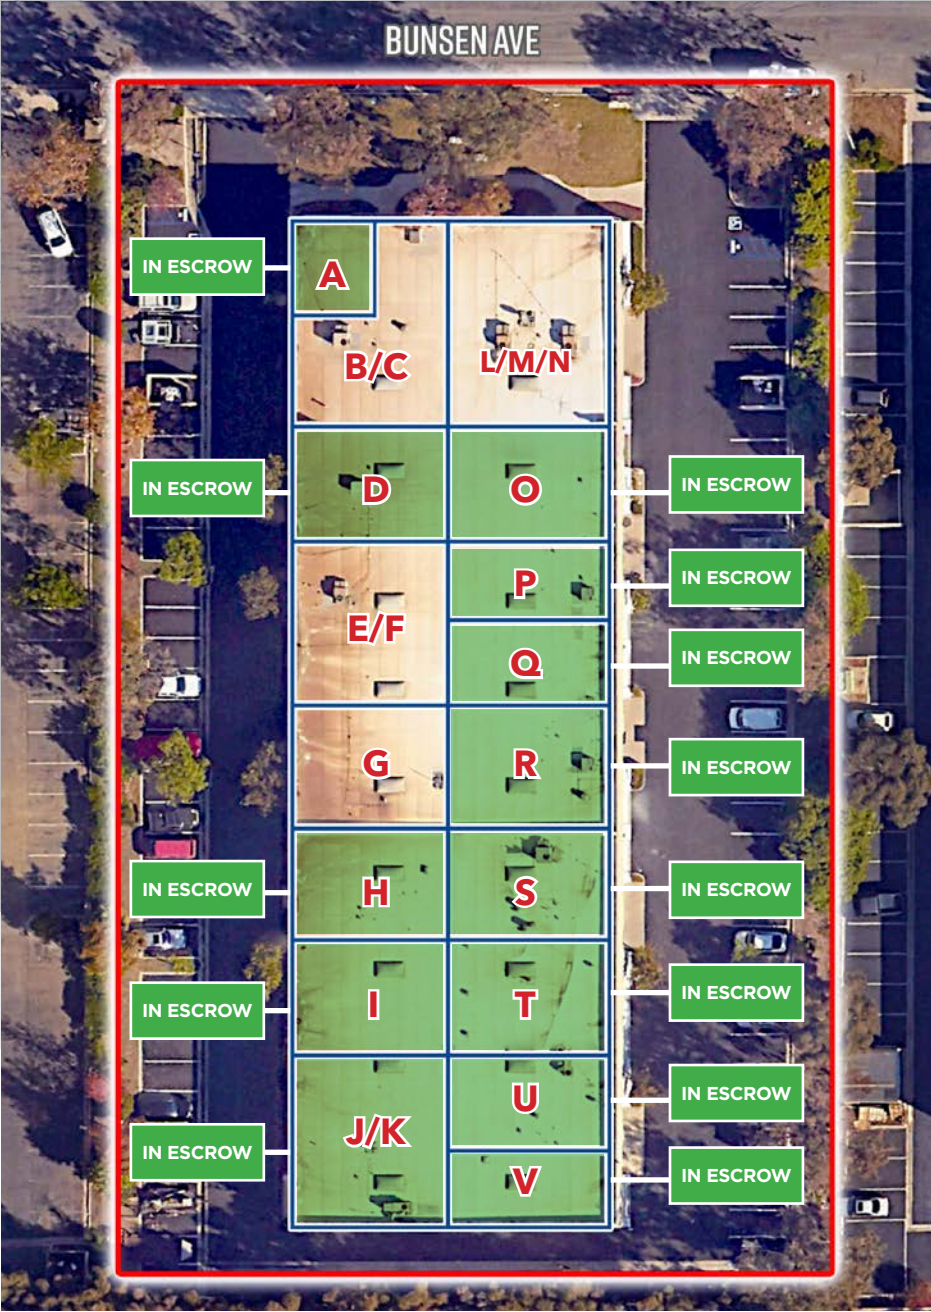 BUNSEN AVE
IN ESCROW
A
B/C
L/M/N
IN ESCROW
D
O
IN ESCROW
P
IN ESCROW
E/F
Q
IN ESCROW
G
R
IN ESCROW
IN ESCROW
H
S
IN ESCROW
IN ESCROW
I
T
IN ESCROW
U
IN ESCROW
IN ESCROW
J/K
V
IN ESCROW